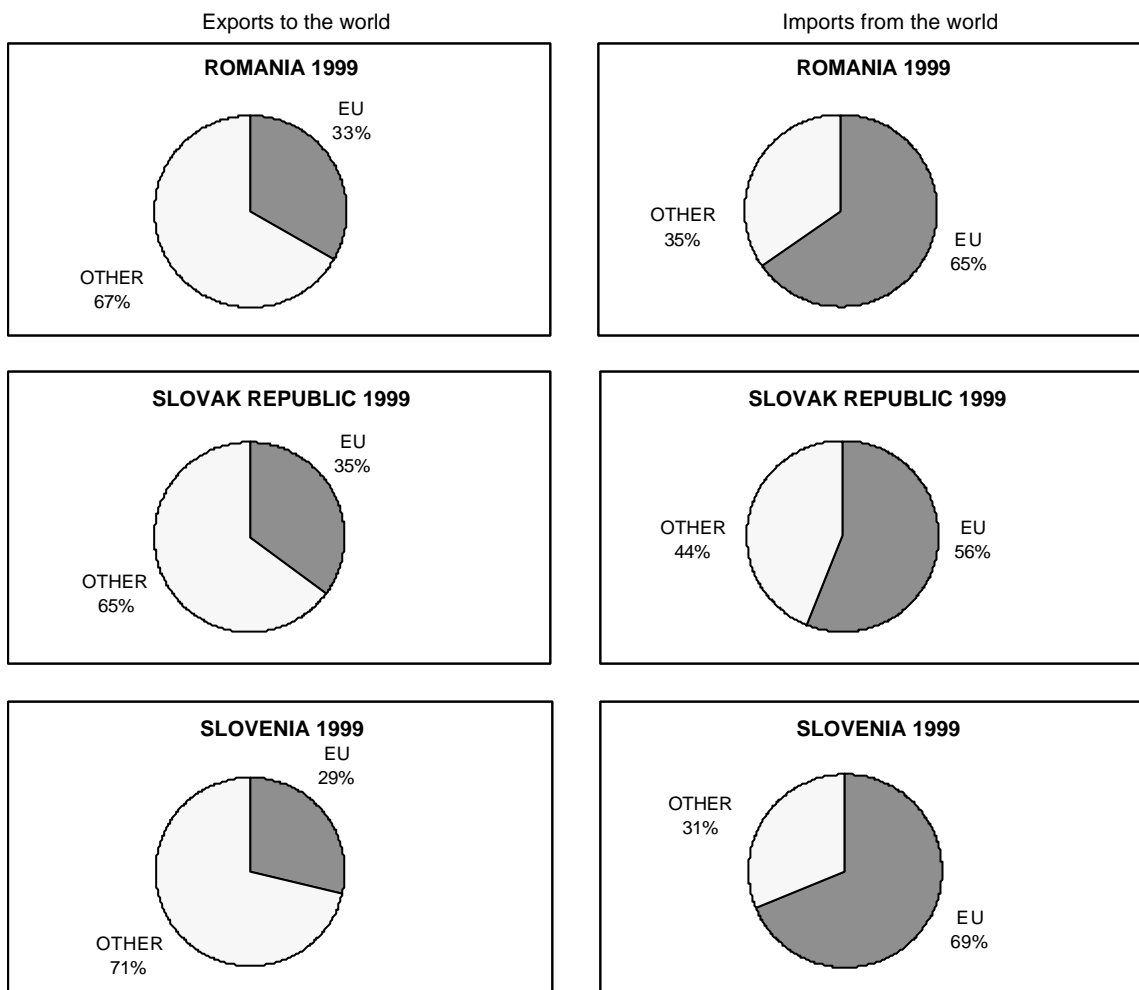 Exports to the world
Imports from the world
ROMANIA 1999
EU
33%
OTHER
67%
ROMANIA 1999
OTHER
35%
EU
65%
SLOVAK REPUBLIC 1999
EU
35%
OTHER
65%
SLOVAK REPUBLIC 1999
OTHER
44%
EU
56%
SLOVENIA 1999
EU
29%
OTHER
71%
SLOVENIA 1999
OTHER
31%
EU
69%